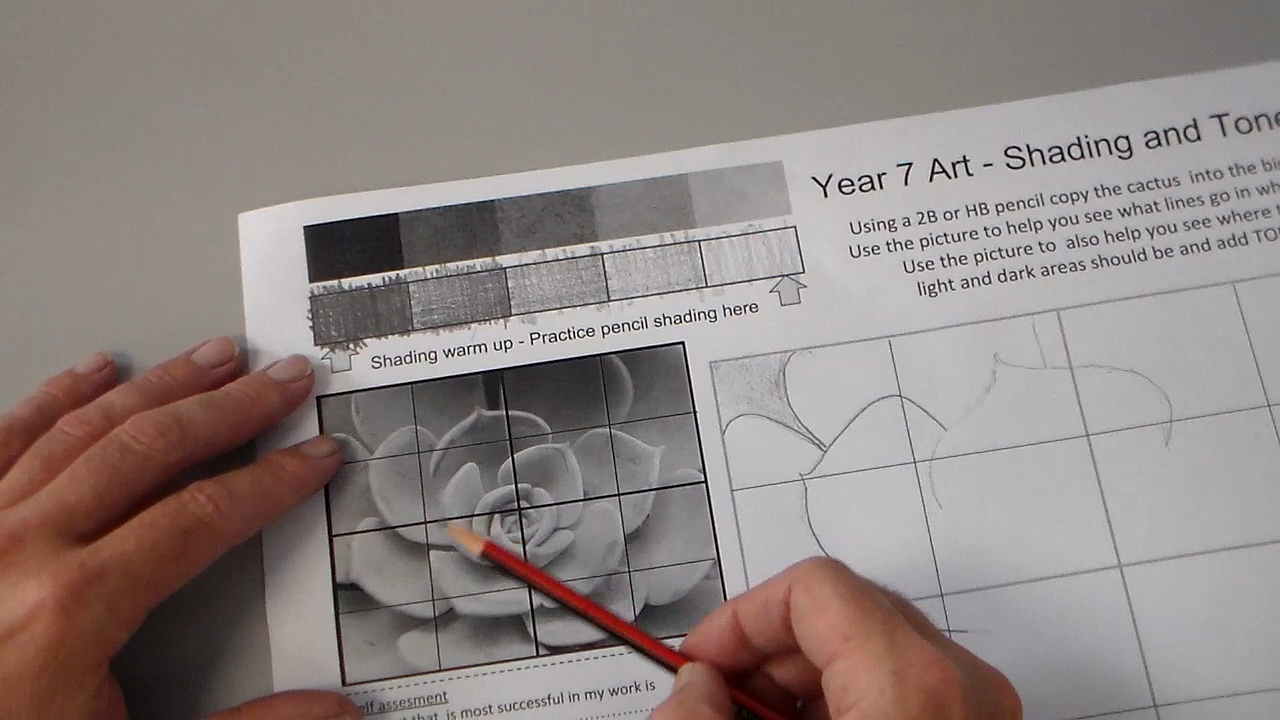 Year 7 Art - Shading and Tone
Using a 2B or HB pencil copy the cactus into the
Use the picture to help you see what lines go in
Use the picture to also help you see where
light and dark areas should be and add
Shading warm up - Practice pencil shading here
elf assesment
that is most successful in my work is